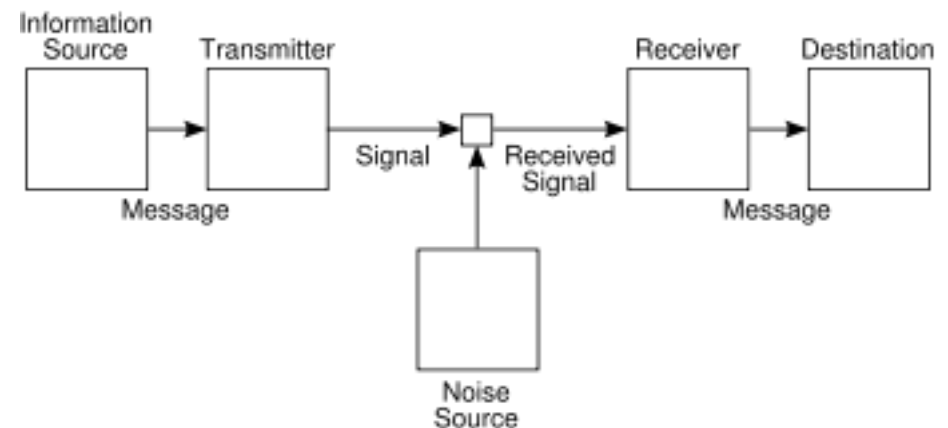 Information
Source
Transmitter
Receiver
Destination
Signal
Received
Signal
Message
Message
Noise
Source